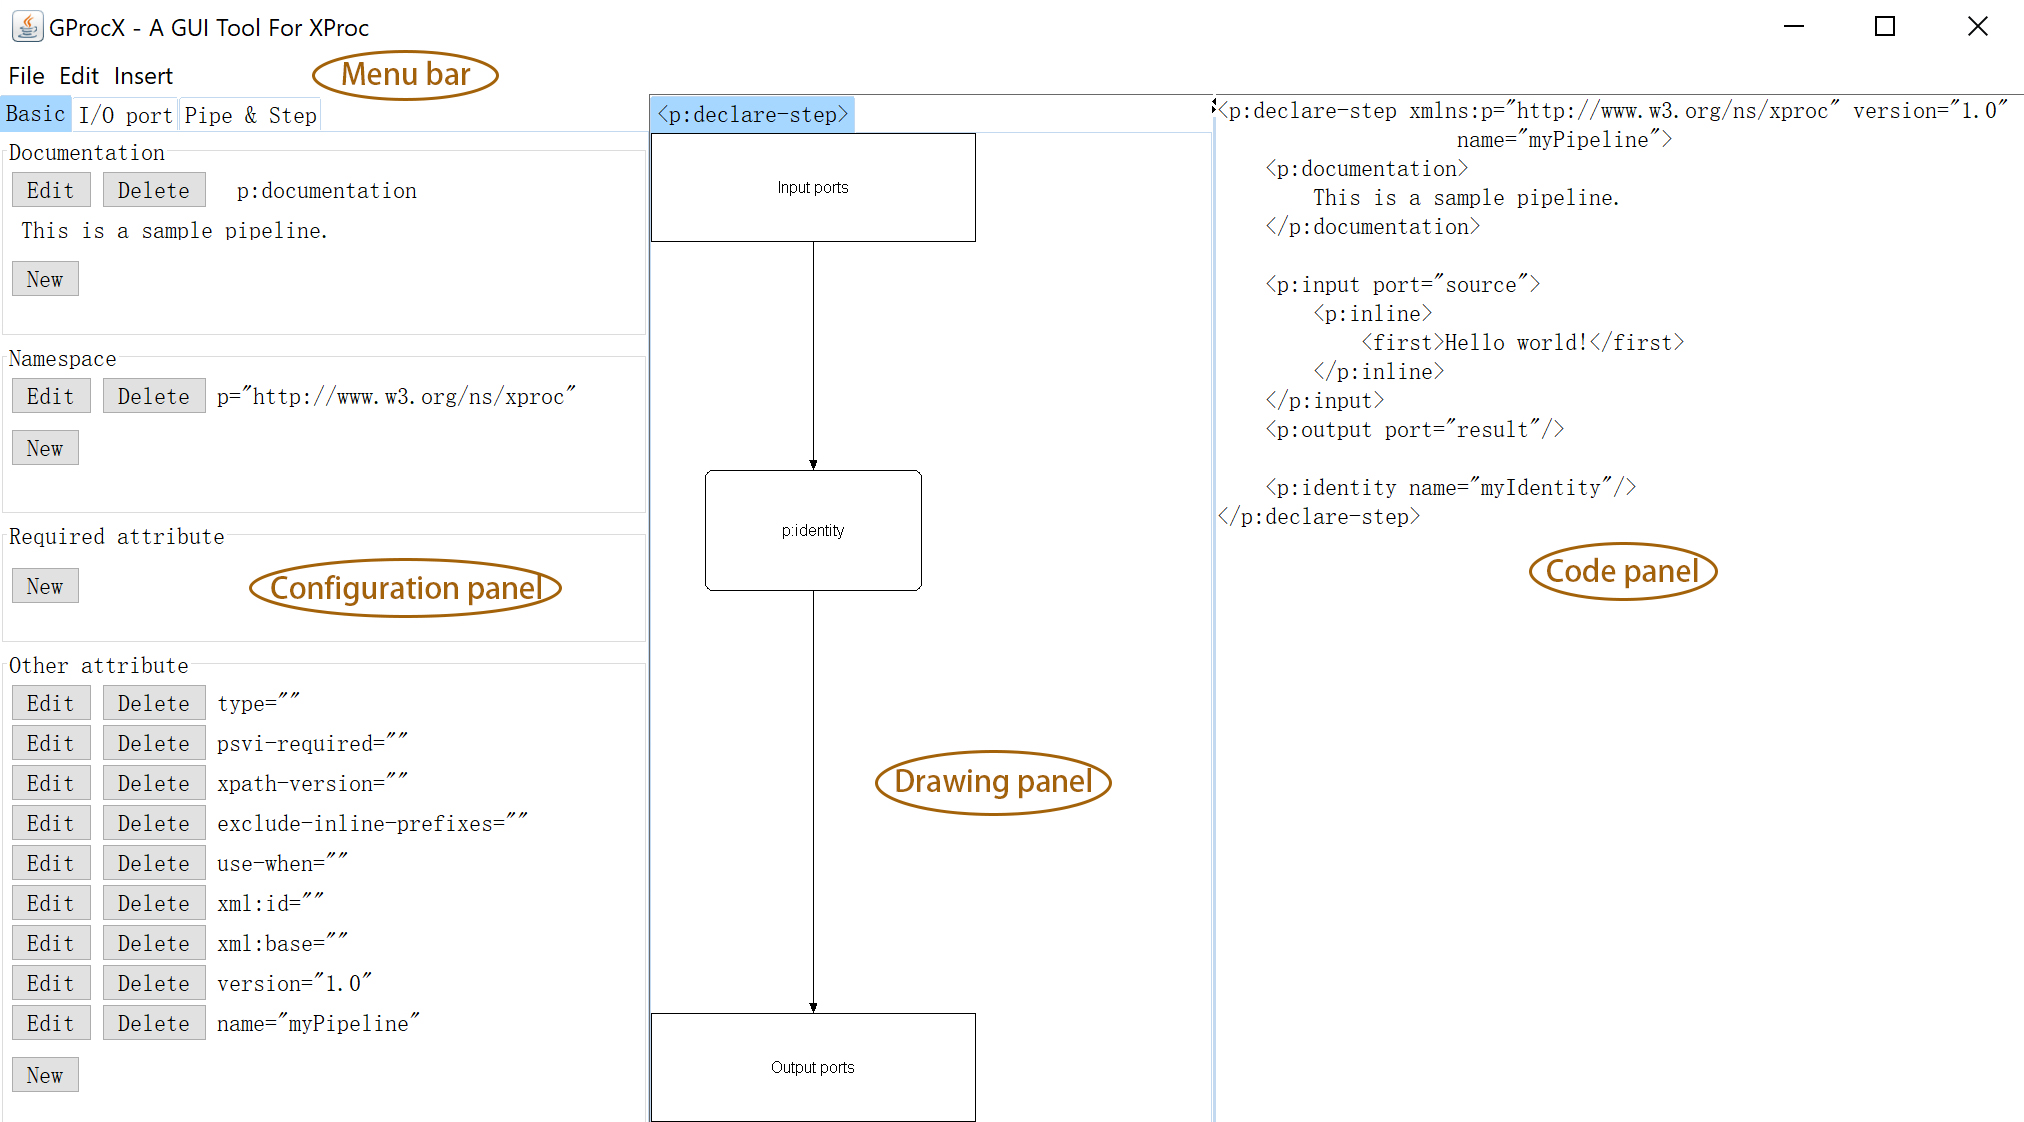 GProcX - A GUI Tool For XProc
File Edit Insert
Menu bar
Basic I/O port Pipe & Step
Documentation
Edit Delete p:documentation
This is a sample pipeline.
New
Namespace
Edit Delete p="http://www.w3.org/ns/xproc"
New
Required attribute
New
Configuration panel
Other attribute
Edit Delete type=""
Edit Delete psvi-required=""
Edit Delete xpath-version=""
Edit Delete exclude-inline-prefixes=""
Edit Delete use-when=""
Edit Delete xml:id=""
Edit Delete xml:base=""
Edit Delete version="1.0"
Edit Delete name="myPipeline"
New
<p:declare-step>
Input ports
p:identity
Drawing panel
Output ports
<p:declare-step xmlns:p="http://www.w3.org/ns/xproc" version="1.0"
name="myPipeline">
<p:documentation>
This is a sample pipeline.
</p:documentation>
<p:input port="source">
<p:inline>
<first>Hello world!</first>
</p:inline>
</p:input>
<p:output port="result"/>
<p:identity name="myIdentity"/>
</p:declare-step>
Code panel